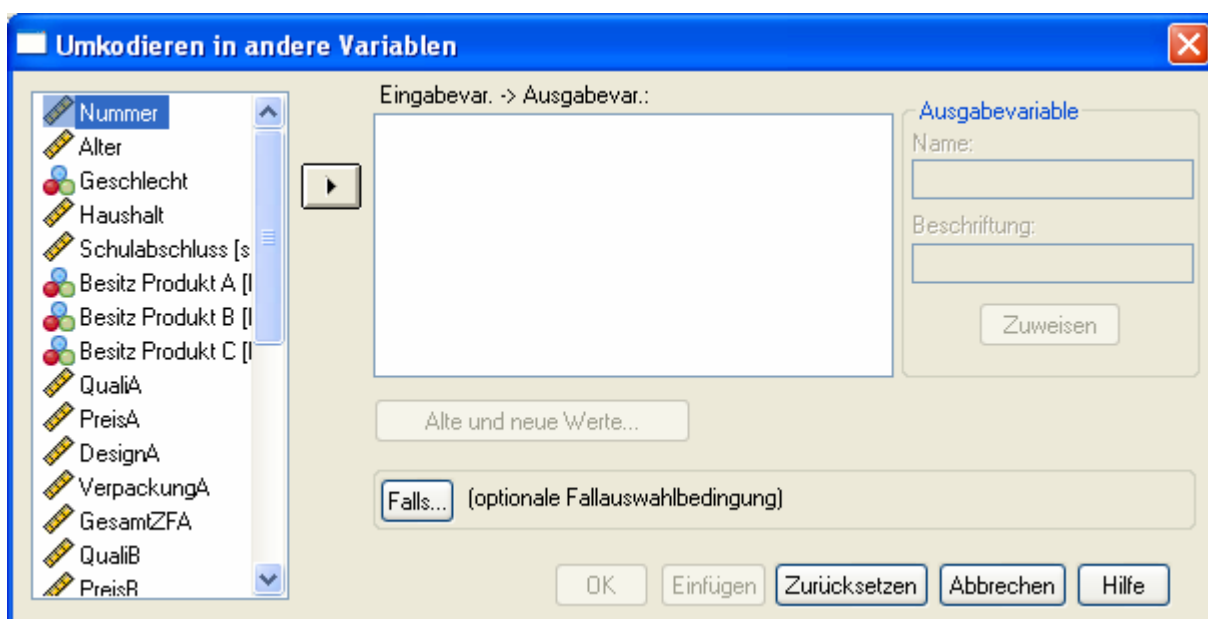 Umkodieren in andere Variablen
Nummer
Alter
Geschlecht
Haushalt
Schulabschluss [s
Besitz Produkt A [l
Besitz Produkt B [l
Besitz Produkt C [l
QualiA
PreisA
DesignA
VerpackungA
GesamtZFA
QualiB
PreisB
Eingabevar. -> Ausgabevar.:
Ausgabevariable
Name:
Beschriftung:
Zuweisen
Alte und neue Werte...
Falls... (optionale Fallauswahlbedingung)
OK Einfügen Zurücksetzen Abbrechen Hilfe